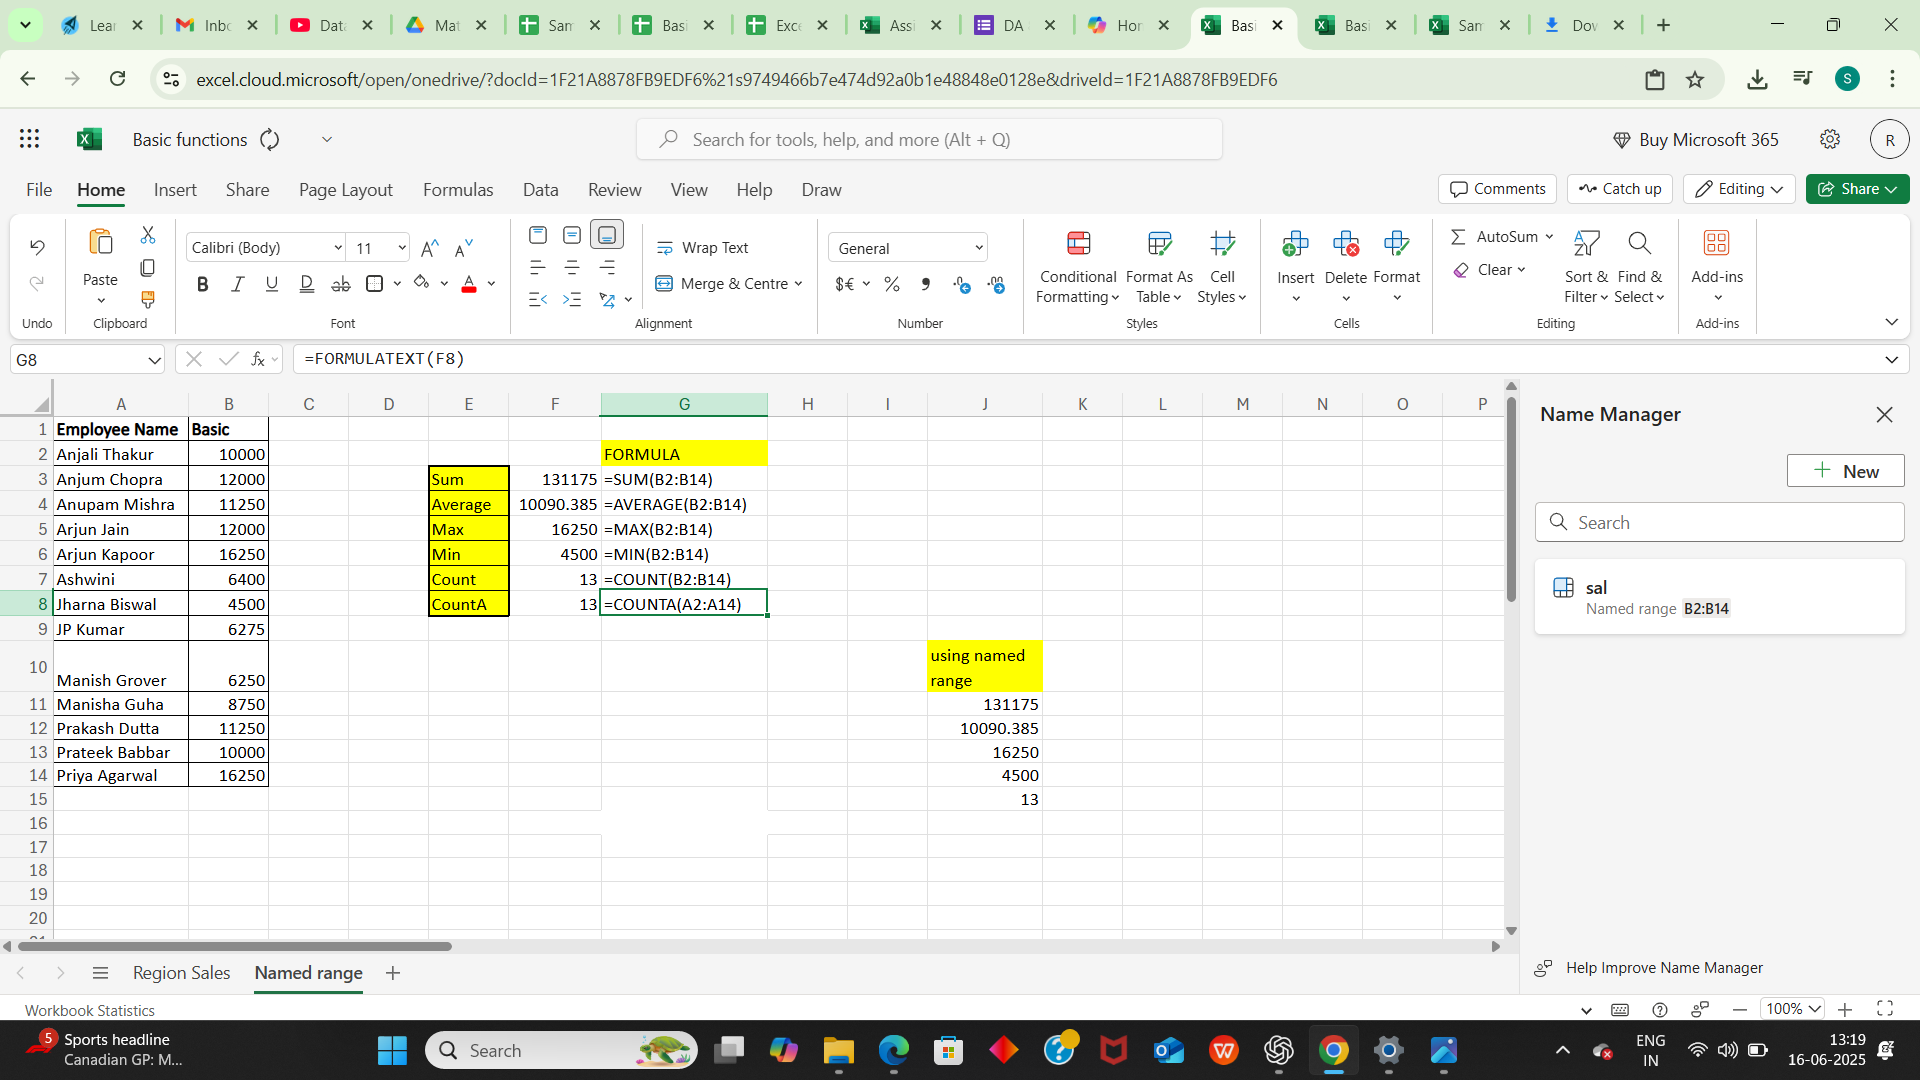 Lear
Inbc
Data
Mat
Sam
Basi
Exce
Assi
DA
Hor
Basi
Basi
Sam
Dov
excel.cloud.microsoft/open/onedrive/?docId=1F21A8878FB9EDF6%21s9749466b7e474d92a0b1e48848e0128e&driveId=1F21A8878FB9EDF6
S
Basic functions
Search for tools, help, and more (Alt + Q)
Buy Microsoft 365
R
File Home Insert Share Page Layout Formulas Data Review View Help Draw
Comments Catch up Editing Share
Calibri (Body) 11
Wrap Text
General
AutoSum
Paste
B I U D ab A
Merge & Centre
$€ % ,
Conditional Formatting
Format As Table
Cell Styles
Insert Delete Format
Clear
Sort & Filter
Find & Select
Add-ins
Undo Clipboard Font Alignment Number Styles Cells Editing Add-ins
G8 fx =FORMULATEXT(F8)
A B C D E F G H I J K L M N O P
1 Employee Name Basic
2 Anjali Thakur 10000 FORMULA
3 Anjum Chopra 12000 Sum 131175 =SUM(B2:B14)
4 Anupam Mishra 11250 Average 10090.385 =AVERAGE(B2:B14)
5 Arjun Jain 12000 Max 16250 =MAX(B2:B14)
6 Arjun Kapoor 16250 Min 4500 =MIN(B2:B14)
7 Ashwini 6400 Count 13 =COUNT(B2:B14)
8 Jharna Biswal 4500 CountA 13 =COUNTA(A2:A14)
9 JP Kumar 6275
using named
10 Manish Grover 6250 range
11 Manisha Guha 8750 131175
12 Prakash Dutta 11250 10090.385
13 Prateek Babbar 10000 16250
14 Priya Agarwal 16250 4500
15 13
16
17
18
19
20
Name Manager
New
Search
sal
Named range B2:B14
Help Improve Name Manager
Region Sales Named range
Workbook Statistics
100%
5
Sports headline
Canadian GP: M...
Search
ENG
IN
13:19
16-06-2025